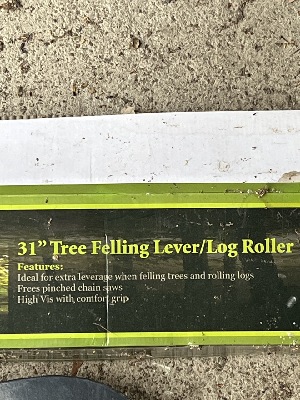 31” Tree Felling Lever/Log Roller
Features:
Ideal for extra leverage when felling trees and rolling logs
Frees pinched chain saws
High Vis with comfort grip